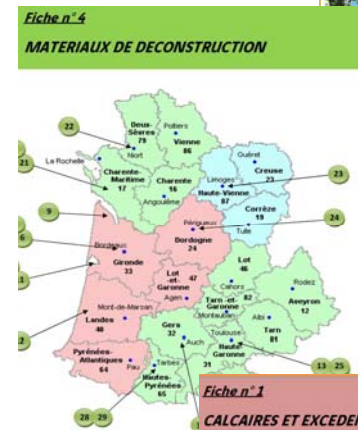 Fiche n° 4
MATERIAUX DE DECONSTRUCTION
22
Deux-
Sèvres
79
Poitiers
Vienne
86
Niort
La Rochelle
21
Charente-
Maritime
17
Charente
16
Angoulême
Guéret
Creuse
23
Limoges
Haute-Vienne
87
23
Corrèze
19
Tulle
24
9
6
Périgueux
Dordogne
24
Bordeaux
Gironde
33
Lot
et
Garonne
47
Agen
Lot
46
Cahors
Rodez
Aveyron
12
Tarn -et-
Garonne
82
Montauban
Albi
Tarn
81
Mont-de-Marsan
Landes
40
Gers
32
Auch
Toulouse
Haute-
Garonne
31
Pyrénées-
Atlantiques
64
Pau
Tarbes
Hautes-
Pyrénées
65
13
25
28
29
Fiche n° 1
CALCAIRES ET EXCEDE